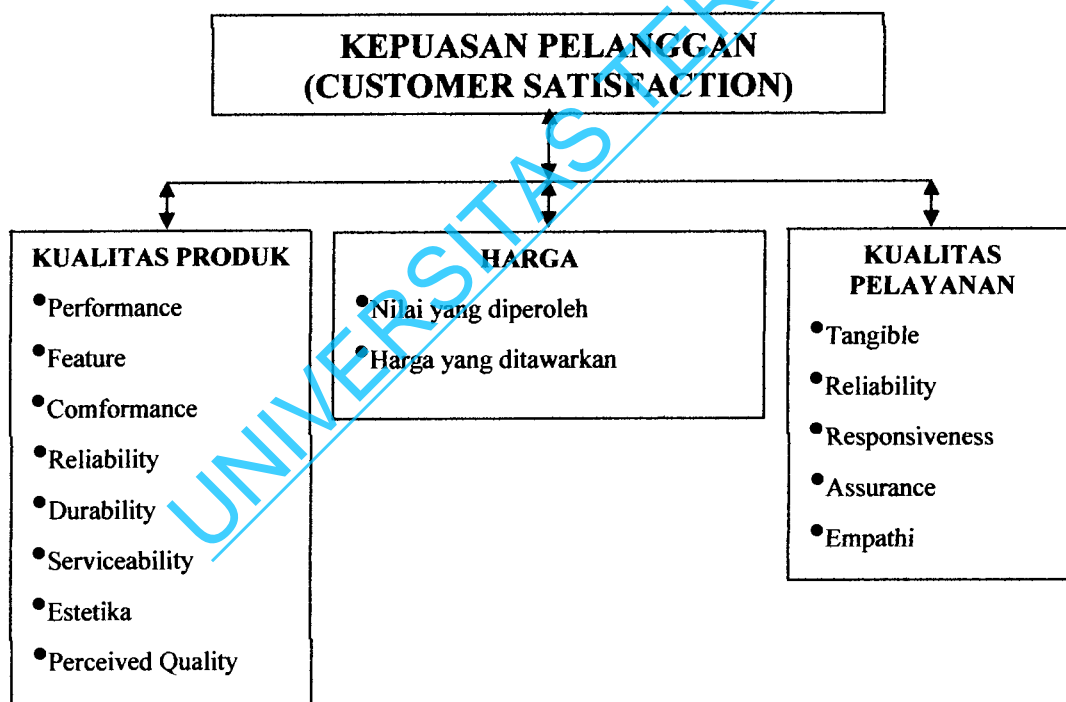 KEPUASAN PELANGGAN
(CUSTOMER SATISFACTION)
KUALITAS PRODUK
•Performance
•Feature
•Comformance
•Reliability
•Durability
•Serviceability
•Estetika
•Perceived Quality
HARGA
•Nilai yang diperoleh
•Harga yang ditawarkan
KUALITAS
PELAYANAN
•Tangible
•Reliability
•Responsiveness
•Assurance
•Empathi
UNIVERSITAS TER